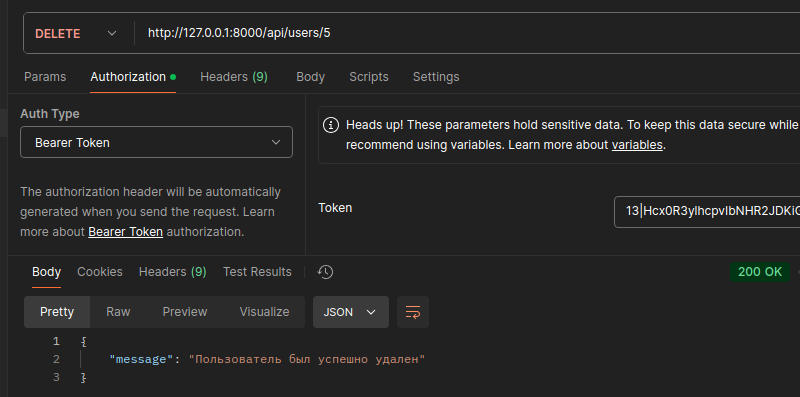 DELETE http://127.0.0.1:8000/api/users/5
Params Authorization Headers (9) Body Scripts Settings
Auth Type
Bearer Token
The authorization header will be automatically
generated when you send the request. Learn
more about Bearer Token authorization.
Heads up! These parameters hold sensitive data. To keep this data secure while
recommend using variables. Learn more about variables.
Token
Body Cookies Headers (9) Test Results
200 OK
Pretty Raw Preview Visualize JSON
1 {
2 "message": "Пользователь был успешно удален"
3 }